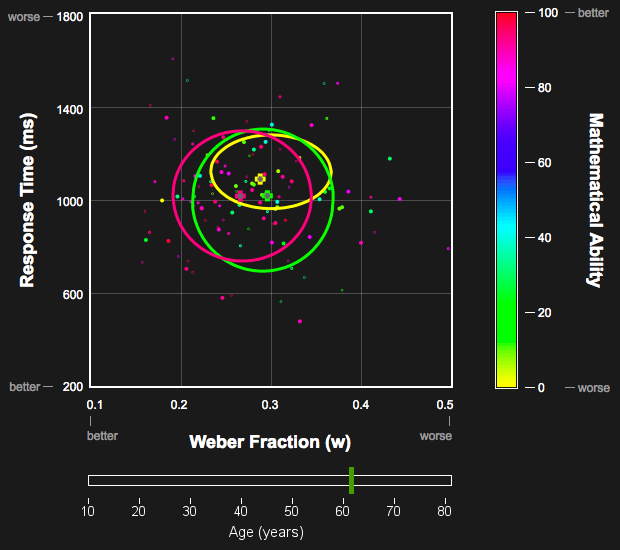 worse
1800
1400
1000
600
better
200
Response Time (ms)
0.1
0.2
0.3
0.4
0.5
better
Weber Fraction (w)
worse
100
better
80
60
40
20
0
worse
Mathematical Ability
10
20
30
40
50
60
70
80
Age (years)